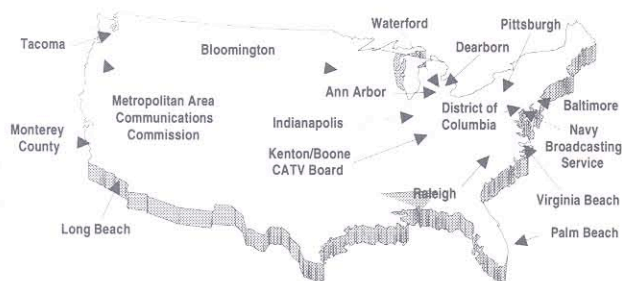 Waterford
Pittsburgh
Tacoma
Bloomington
Dearborn
Ann Arbor
Metropolitan Area
Communications
Commission
Indianapolis
District of
Columbia
Baltimore
Navy
Broadcasting
Service
Monterey
County
Kenton/Boone
CATV Board
Raleigh
Virginia Beach
Long Beach
Palm Beach